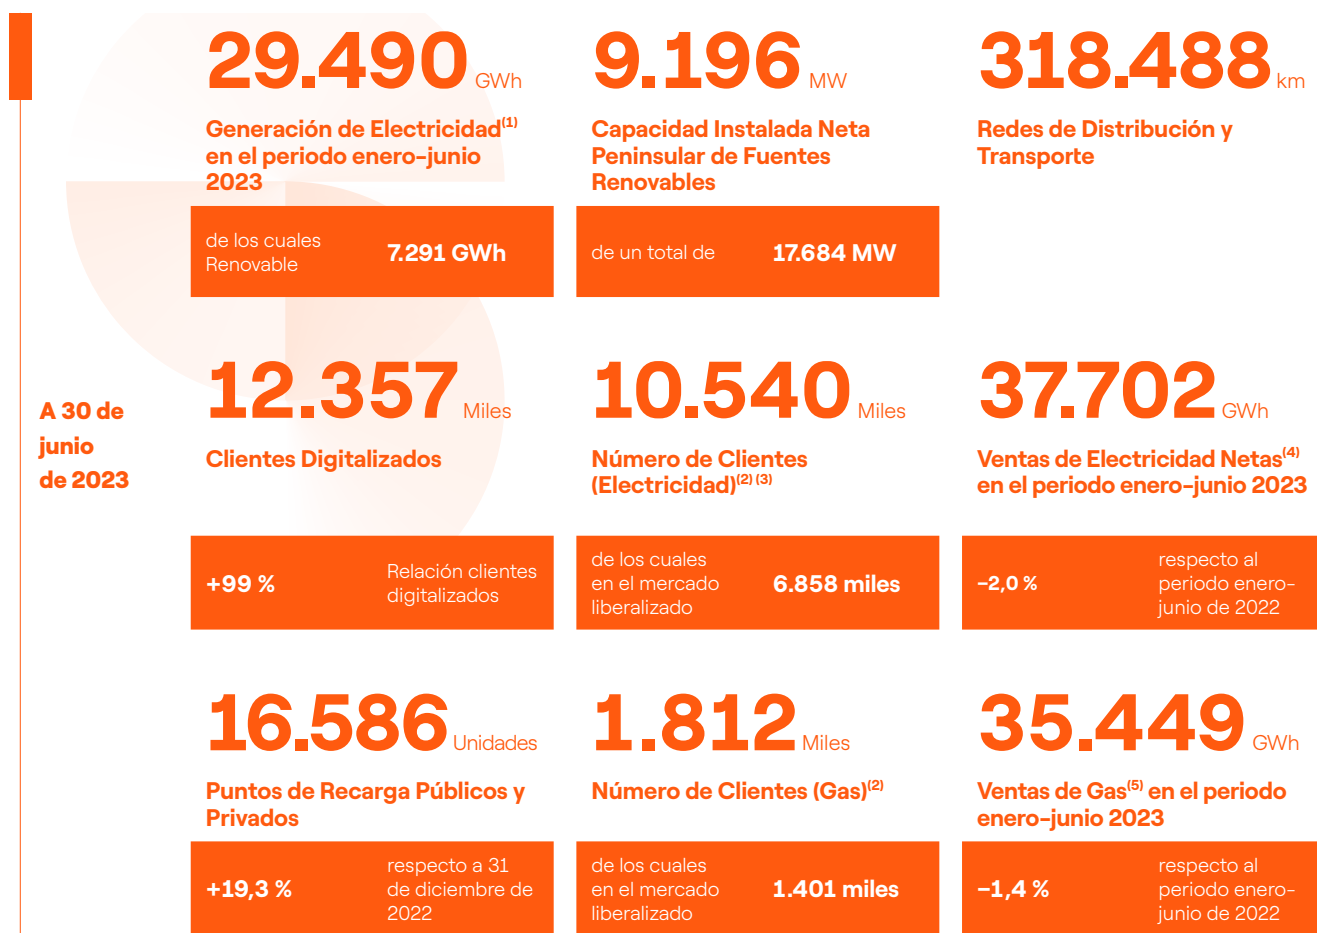 A 30 de
junio
de 2023
29.490 GWh
Generación de Electricidad(1)
en el periodo enero-junio
2023
de los cuales
Renovable
7.291 GWh
9.196 MW
Capacidad Instalada Neta
Peninsular de Fuentes
Renovables
de un total de
17.684 MW
318.488 km
Redes de Distribución y
Transporte
12.357 Miles
Clientes Digitalizados
+99 %
Relación clientes
digitalizados
10.540 Miles
Número de Clientes
(Electricidad)(2) (3)
de los cuales
en el mercado
liberalizado
6.858 miles
37.702 GWh
Ventas de Electricidad Netas(4)
en el periodo enero-junio 2023
-2,0 %
respecto al
periodo enero-
junio de 2022
16.586 Unidades
Puntos de Recarga Públicos y
Privados
+19,3 %
respecto a 31
de diciembre de
2022
1.812 Miles
Número de Clientes (Gas)(2)
de los cuales
en el mercado
liberalizado
1.401 miles
35.449 GWh
Ventas de Gas(5) en el periodo
enero-junio 2023
-1,4 %
respecto al
periodo enero-
junio de 2022